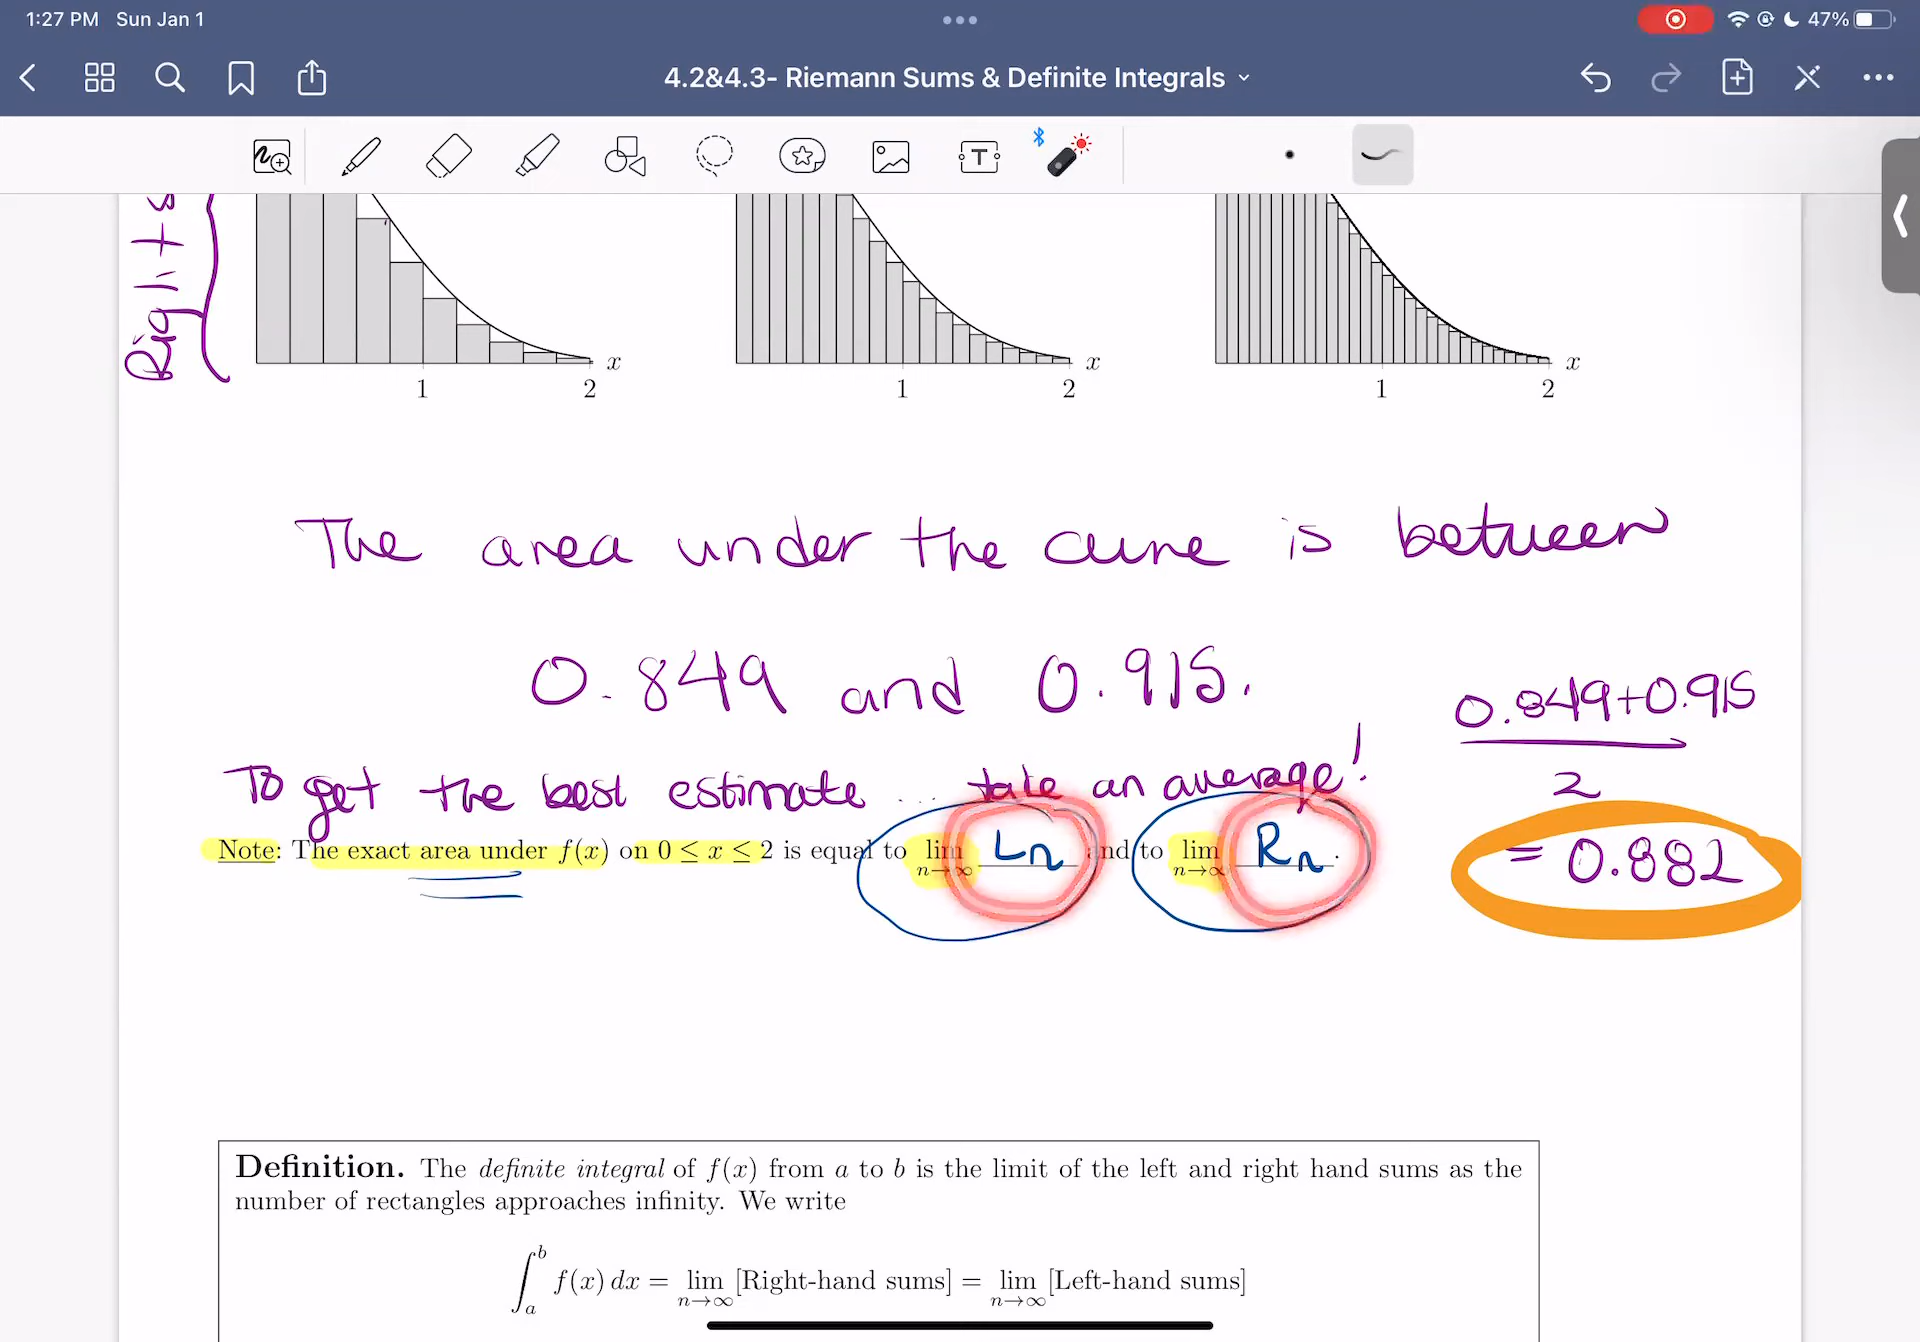 1:27 PM Sun Jan 1
47%
4.2&4.3- Riemann Sums & Definite Integrals
T
Right
x
x
x
1
2
1
2
1
2
The area under the curve is between
0.849 and 0.915.
0.849+0.915
2
= 0.882
To get the best estimate ... take an average!
Note: The exact area under f(x) on 0 ≤ x ≤ 2 is equal to lim n→∞ Ln and to lim n→∞ Rn.
Definition. The definite integral of f(x) from a to b is the limit of the left and right hand sums as the
number of rectangles approaches infinity. We write
∫_a^b f(x) dx = lim n→∞ [Right-hand sums] = lim n→∞ [Left-hand sums]